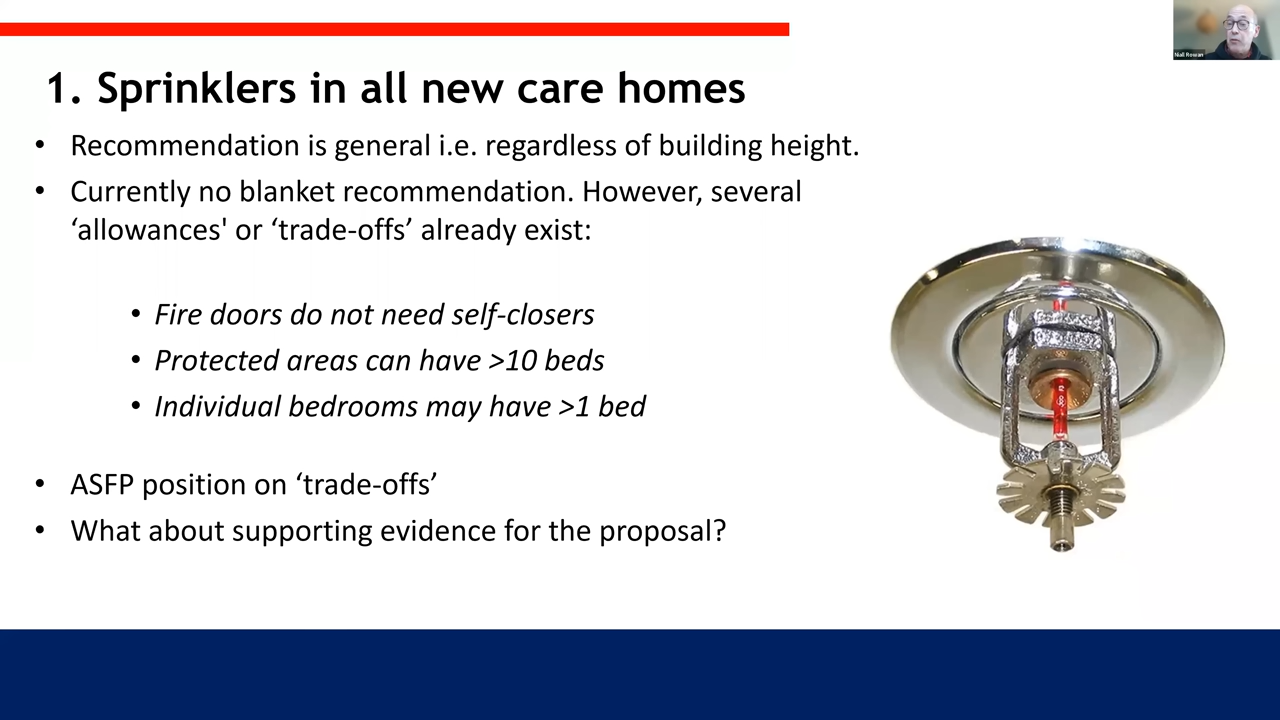 Niall Rowan
1. Sprinklers in all new care homes
• Recommendation is general i.e. regardless of building height.
• Currently no blanket recommendation. However, several
‘allowances' or ‘trade-offs’ already exist:
• Fire doors do not need self-closers
• Protected areas can have >10 beds
• Individual bedrooms may have >1 bed
• ASFP position on ‘trade-offs’
• What about supporting evidence for the proposal?